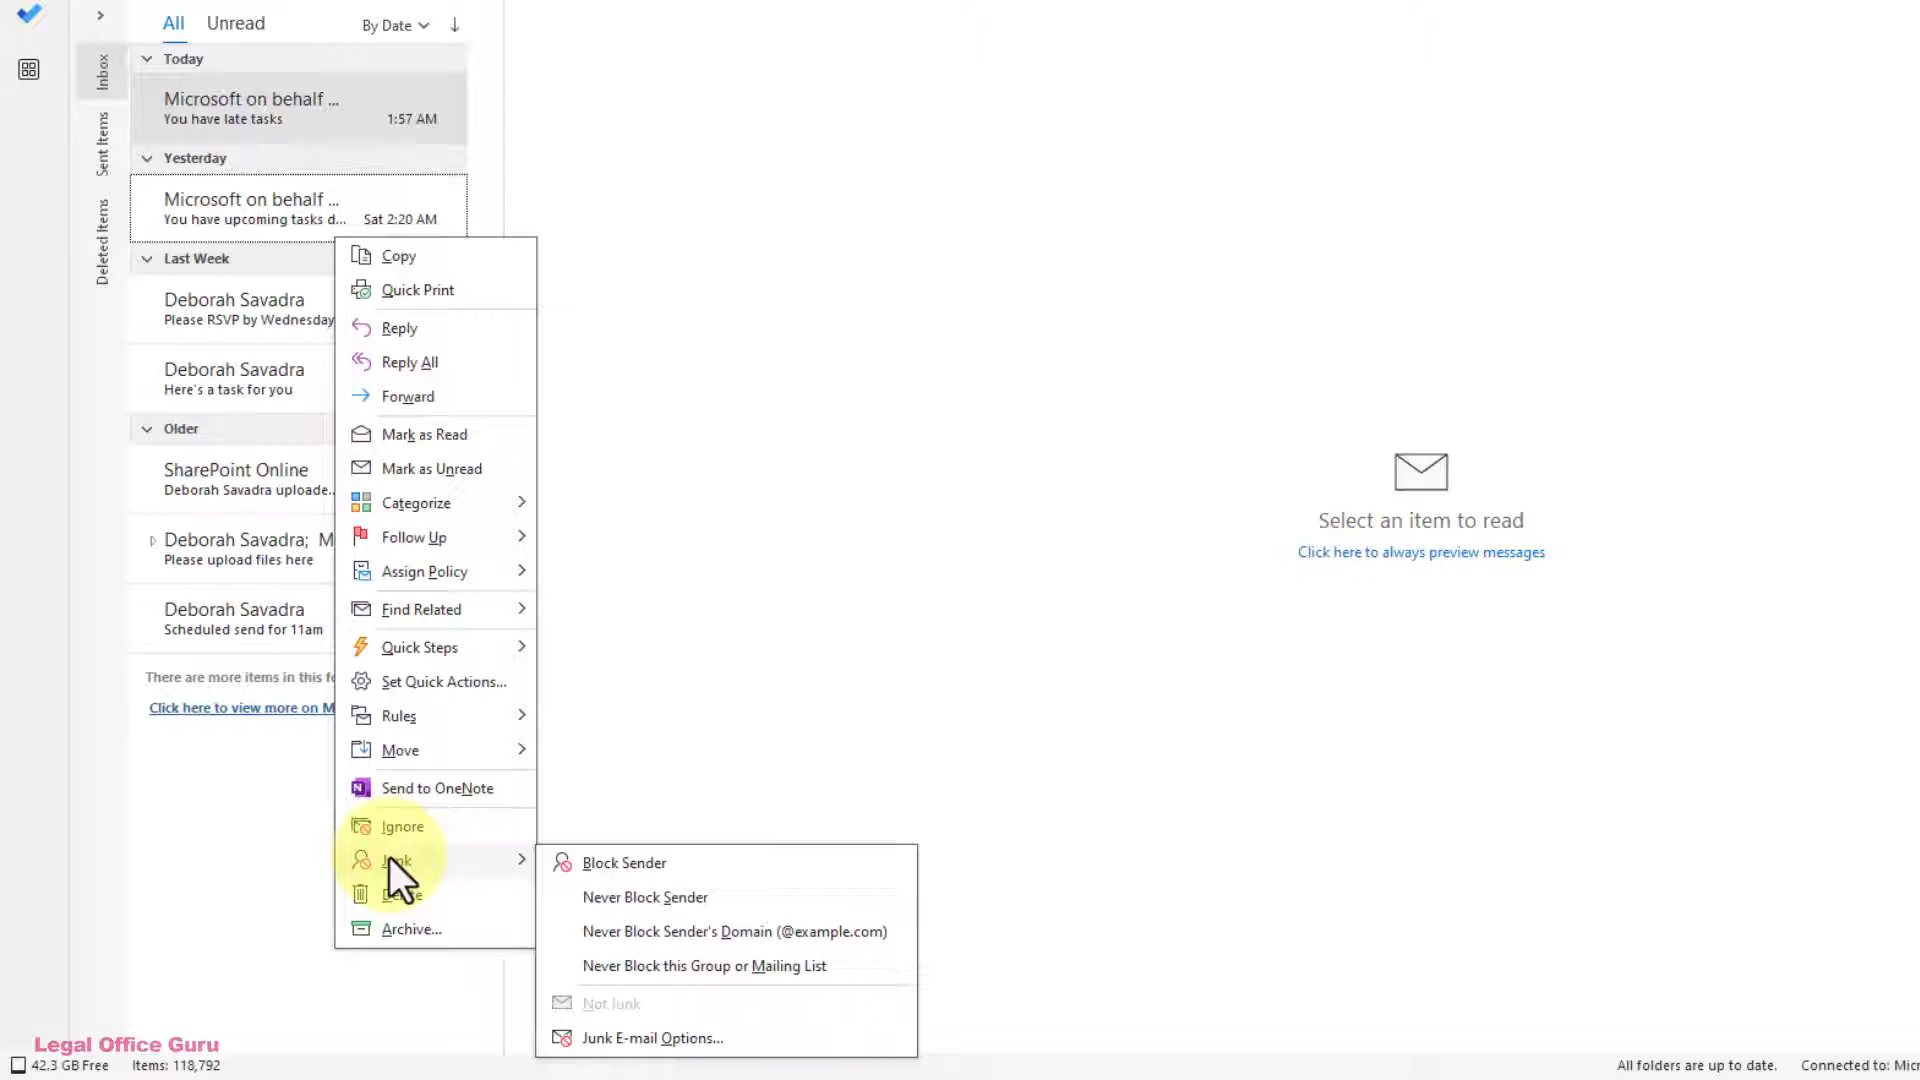 All Unread By Date
Inbox
Sent Items
Deleted Items
Today
Microsoft on behalf ...
You have late tasks 1:57 AM
Yesterday
Microsoft on behalf ...
You have upcoming tasks d... Sat 2:20 AM
Last Week
Deborah Savadra
Please RSVP by Wednesday
Deborah Savadra
Here's a task for you
Older
SharePoint Online
Deborah Savadra uploade...
Deborah Savadra; M
Please upload files here
Deborah Savadra
Scheduled send for 11am
There are more items in this fo
Click here to view more on M
Copy
Quick Print
Reply
Reply All
Forward
Mark as Read
Mark as Unread
Categorize
Follow Up
Assign Policy
Find Related
Quick Steps
Set Quick Actions...
Rules
Move
Send to OneNote
Ignore
Junk
Delete
Archive...
Block Sender
Never Block Sender
Never Block Sender's Domain (@example.com)
Never Block this Group or Mailing List
Not Junk
Junk E-mail Options...
Select an item to read
Click here to always preview messages
Legal Office Guru
42.3 GB Free Items: 118,792
All folders are up to date. Connected to: Micr